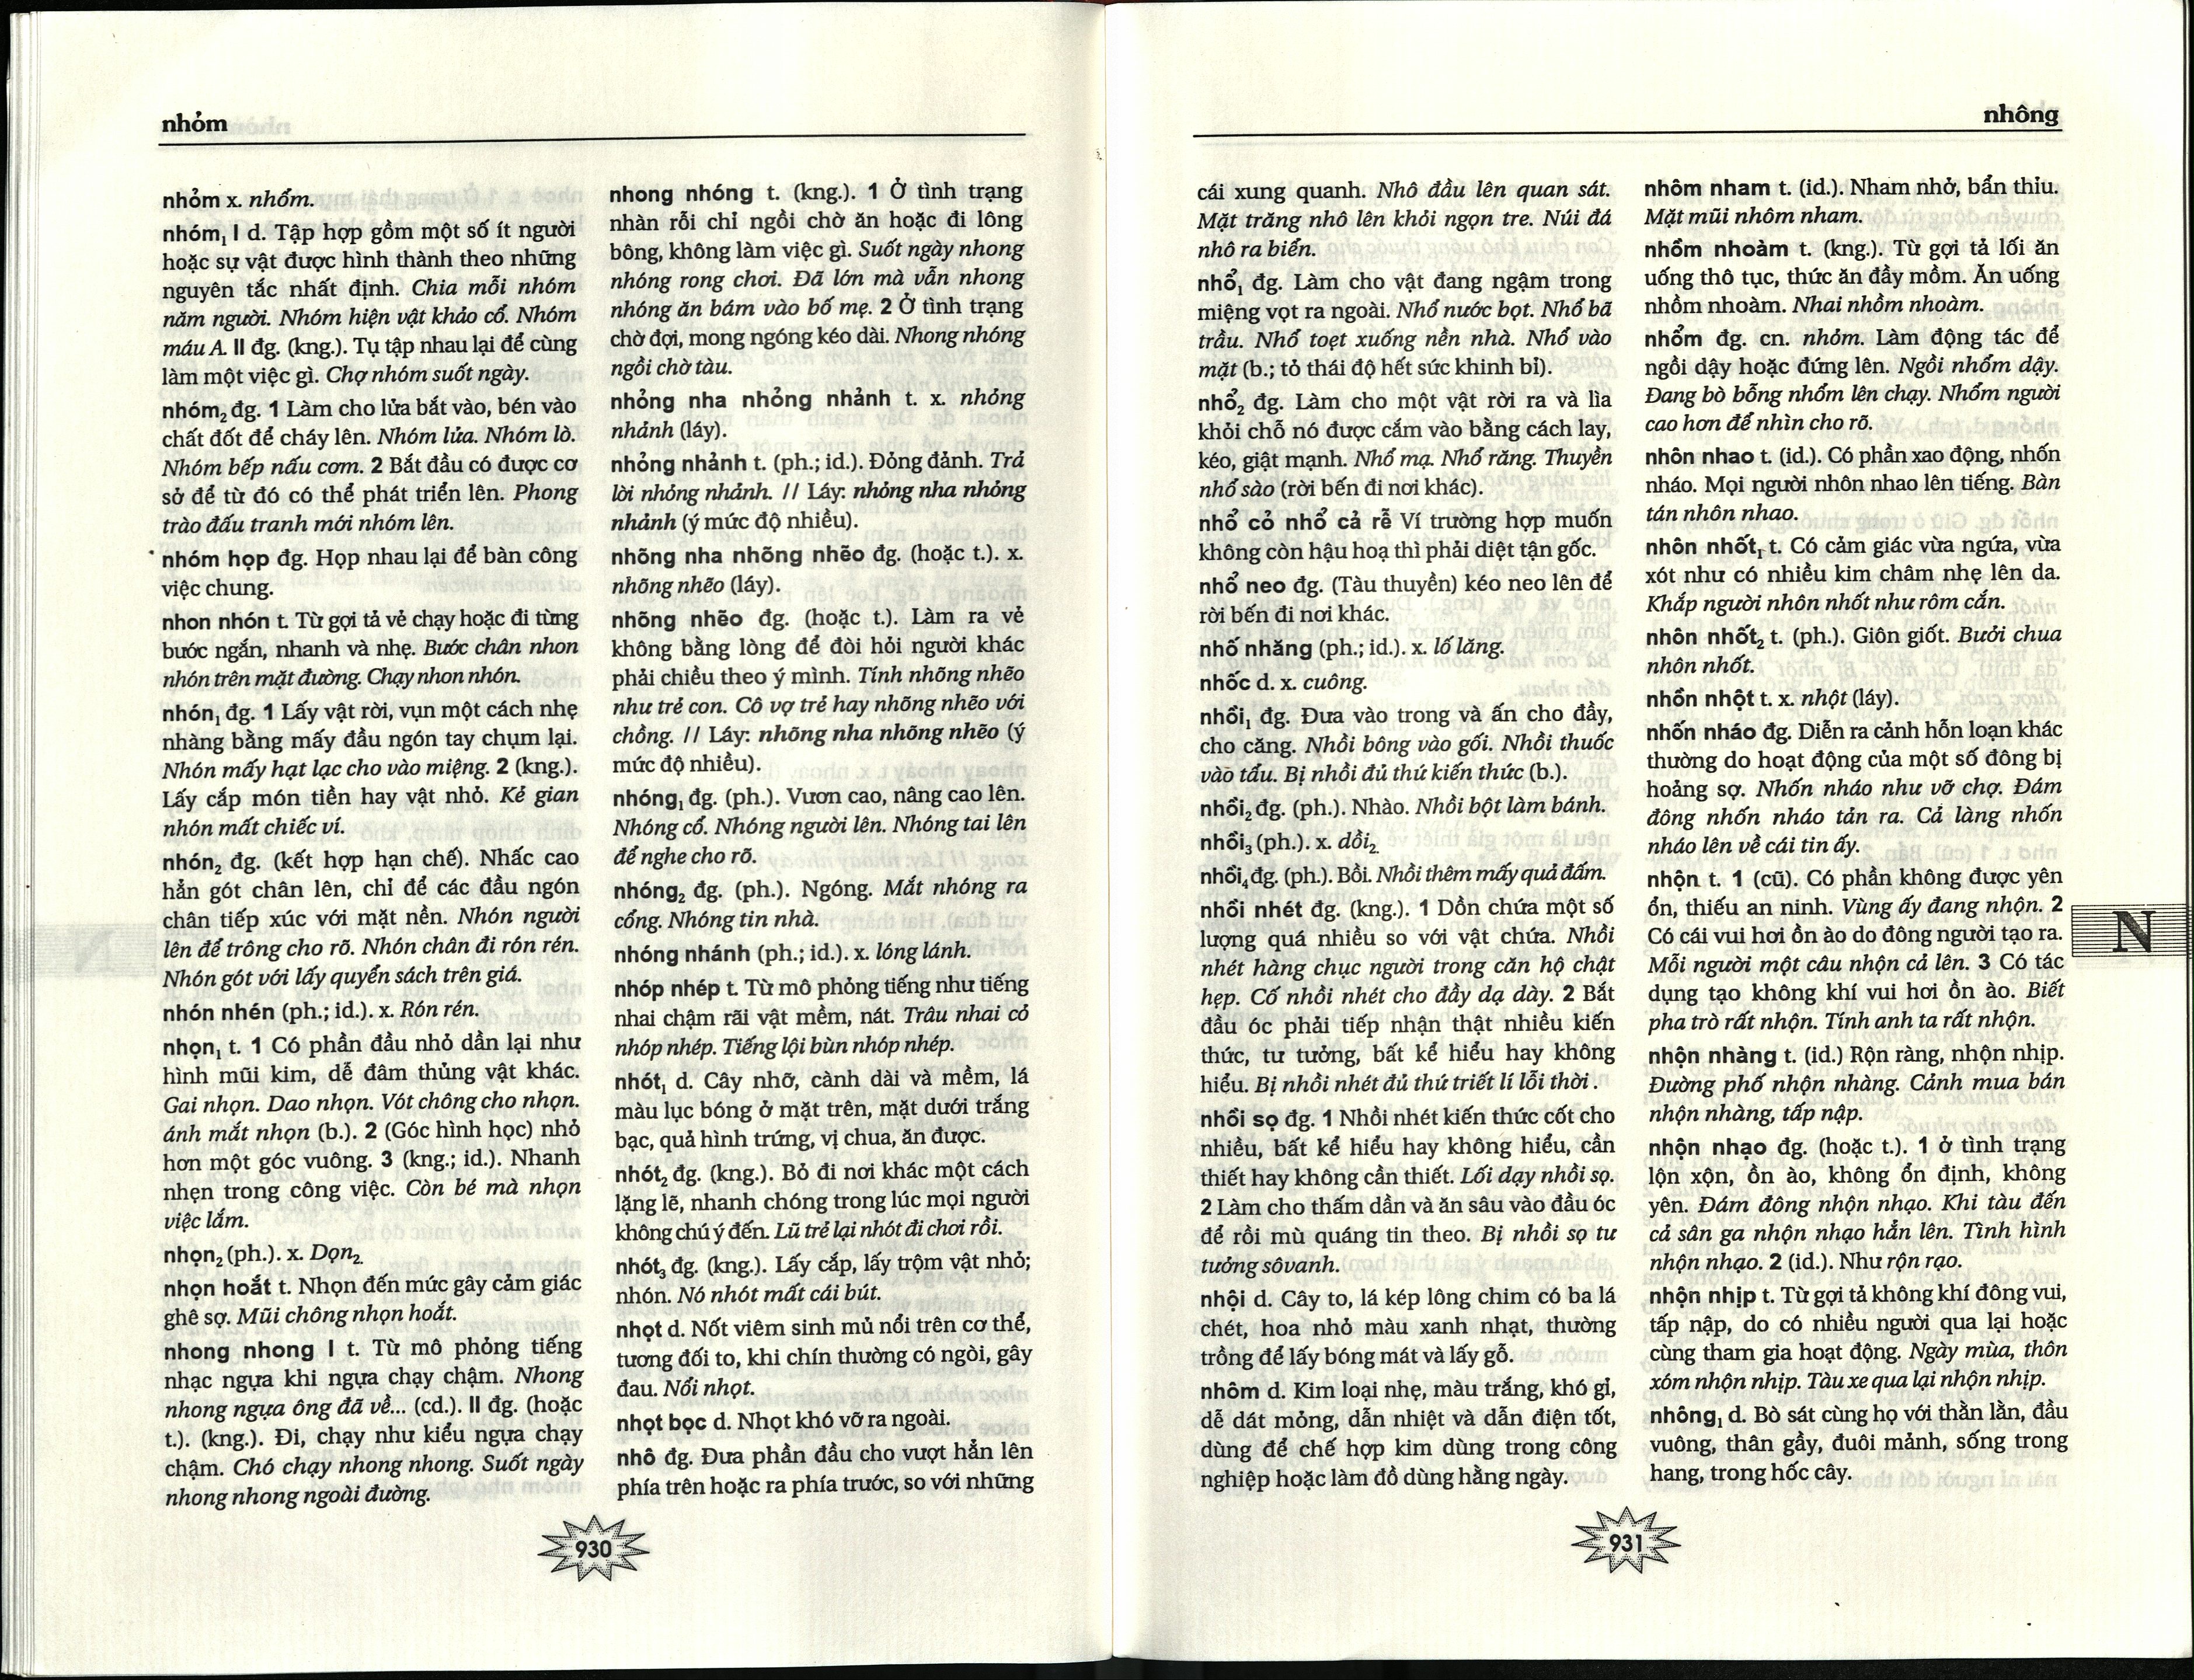 nhỏm
nhỏm x. nhổm.
nhóm₁ I d. Tập hợp gồm một số ít người
hoặc sự vật được hình thành theo những
nguyên tắc nhất định. Chia mỗi nhóm
năm người. Nhóm hiện vật khảo cổ. Nhóm
máu A. II đg. (kng.). Tụ tập nhau lại để cùng
làm một việc gì. Chợ nhóm suốt ngày.
nhóm₂ đg. 1 Làm cho lửa bắt vào, bén vào
chất đốt để cháy lên. Nhóm lửa. Nhóm lò.
Nhóm bếp nấu cơm. 2 Bắt đầu có được cơ
sở để từ đó có thể phát triển lên. Phong
trào đấu tranh mới nhóm lên.
nhóm họp đg. Họp nhau lại để bàn công
việc chung.
nhon nhón t. Từ gợi tả vẻ chạy hoặc đi từng
bước ngắn, nhanh và nhẹ. Bước chân nhon
nhón trên mặt đường. Chạy nhon nhón.
nhón₁ đg. 1 Lấy vật rời, vụn một cách nhẹ
nhàng bằng mấy đầu ngón tay chụm lại.
Nhón mấy hạt lạc cho vào miệng. 2 (kng.).
Lấy cắp món tiền hay vật nhỏ. Kẻ gian
nhón mất chiếc ví.
nhón₂ đg. (kết hợp hạn chế). Nhấc cao
hẳn gót chân lên, chỉ để các đầu ngón
chân tiếp xúc với mặt nền. Nhón người
lên để trông cho rõ. Nhón chân đi rón rén.
Nhón gót với lấy quyển sách trên giá.
nhón nhén (ph.; id.). x. Rón rén.
nhọn₁ t. 1 Có phần đầu nhỏ dần lại như
hình mũi kim, dễ đâm thủng vật khác.
Gai nhọn. Dao nhọn. Vót chông cho nhọn.
ánh mắt nhọn (b.). 2 (Góc hình học) nhỏ
hơn một góc vuông. 3 (kng.; id.). Nhanh
nhẹn trong công việc. Còn bé mà nhọn
việc lắm.
nhọn₂ (ph.). x. Dọn₂.
nhọn hoắt t. Nhọn đến mức gây cảm giác
ghê sợ. Mũi chông nhọn hoắt.
nhong nhong I t. Từ mô phỏng tiếng
nhạc ngựa khi ngựa chạy chậm. Nhong
nhong ngựa ông đã về... (cd.). II đg. (hoặc
t.). (kng.). Đi, chạy như kiểu ngựa chạy
chậm. Chó chạy nhong nhong. Suốt ngày
nhong nhong ngoài đường.
nhong nhóng t. (kng.). 1 Ở tình trạng
nhàn rỗi chỉ ngồi chờ ăn hoặc đi lông
bông, không làm việc gì. Suốt ngày nhong
nhóng rong chơi. Đã lớn mà vẫn nhong
nhóng ăn bám vào bố mẹ. 2 Ở tình trạng
chờ đợi, mong ngóng kéo dài. Nhong nhóng
ngồi chờ tàu.
nhỏng nha nhỏng nhảnh t. x. nhỏng
nhảnh (láy).
nhỏng nhảnh t. (ph.; id.). Đỏng đảnh. Trả
lời nhỏng nhảnh. // Láy: nhỏng nha nhỏng
nhảnh (ý mức độ nhiều).
nhõng nha nhõng nhẽo đg. (hoặc t.). x.
nhõng nhẽo (láy).
nhõng nhẽo đg. (hoặc t.). Làm ra vẻ
không bằng lòng để đòi hỏi người khác
phải chiều theo ý mình. Tính nhõng nhẽo
như trẻ con. Cô vợ trẻ hay nhõng nhẽo với
chồng. // Láy: nhõng nha nhõng nhẽo (ý
mức độ nhiều).
nhóng₁ đg. (ph.). Vươn cao, nâng cao lên.
Nhóng cổ. Nhóng người lên. Nhóng tai lên
để nghe cho rõ.
nhóng₂ đg. (ph.). Ngóng. Mắt nhóng ra
cổng. Nhóng tin nhà.
nhóng nhánh (ph.; id.). x. lóng lánh.
nhóp nhép t. Từ mô phỏng tiếng như tiếng
nhai chậm rãi vật mềm, nát. Trâu nhai cỏ
nhóp nhép. Tiếng lội bùn nhóp nhép.
nhót₁ d. Cây nhỡ, cành dài và mềm, lá
màu lục bóng ở mặt trên, mặt dưới trắng
bạc, quả hình trứng, vị chua, ăn được.
nhót₂ đg. (kng.). Bỏ đi nơi khác một cách
lặng lẽ, nhanh chóng trong lúc mọi người
không chú ý đến. Lũ trẻ lại nhót đi chơi rồi.
nhót₃ đg. (kng.). Lấy cắp, lấy trộm vật nhỏ;
nhón. Nó nhót mất cái bút.
nhọt d. Nốt viêm sinh mủ nổi trên cơ thể,
tương đối to, khi chín thường có ngòi, gây
đau. Nổi nhọt.
nhọt bọc d. Nhọt khó vỡ ra ngoài.
nhô đg. Đưa phần đầu cho vượt hẳn lên
phía trên hoặc ra phía trước, so với những
930
nhông
cái xung quanh. Nhô đầu lên quan sát.
Mặt trăng nhô lên khỏi ngọn tre. Núi đá
nhô ra biển.
nhổ₁ đg. Làm cho vật đang ngậm trong
miệng vọt ra ngoài. Nhổ nước bọt. Nhổ bã
trầu. Nhổ toẹt xuống nền nhà. Nhổ vào
mặt (b.; tỏ thái độ hết sức khinh bỉ).
nhổ₂ đg. Làm cho một vật rời ra và lìa
khỏi chỗ nó được cắm vào bằng cách lay,
kéo, giật mạnh. Nhổ mạ. Nhổ răng. Thuyền
nhổ sào (rời bến đi nơi khác).
nhổ cỏ nhổ cả rễ Ví trường hợp muốn
không còn hậu hoạ thì phải diệt tận gốc.
nhổ neo đg. (Tàu thuyền) kéo neo lên để
rời bến đi nơi khác.
nhố nhăng (ph.; id.). x. lố lăng.
nhốc d. x. cuông.
nhồi₁ đg. Đưa vào trong và ấn cho đầy,
cho căng. Nhồi bông vào gối. Nhồi thuốc
vào tẩu. Bị nhồi đủ thứ kiến thức (b.).
nhồi₂ đg. (ph.). Nhào. Nhồi bột làm bánh.
nhồi₃ (ph.). x. dồi₂.
nhồi₄ đg. (ph.). Bồi. Nhồi thêm mấy quả đấm.
nhồi nhét đg. (kng.). 1 Dồn chứa một số
lượng quá nhiều so với vật chứa. Nhồi
nhét hàng chục người trong căn hộ chật
hẹp. Cố nhồi nhét cho đầy dạ dày. 2 Bắt
đầu óc phải tiếp nhận thật nhiều kiến
thức, tư tưởng, bất kể hiểu hay không
hiểu. Bị nhồi nhét đủ thứ triết lí lỗi thời .
nhồi sọ đg. 1 Nhồi nhét kiến thức cốt cho
nhiều, bất kể hiểu hay không hiểu, cần
thiết hay không cần thiết. Lối dạy nhồi sọ.
2 Làm cho thấm dần và ăn sâu vào đầu óc
để rồi mù quáng tin theo. Bị nhồi sọ tư
tưởng sôvanh.
nhội d. Cây to, lá kép lông chim có ba lá
chét, hoa nhỏ màu xanh nhạt, thường
trồng để lấy bóng mát và lấy gỗ.
nhôm d. Kim loại nhẹ, màu trắng, khó gỉ,
dễ dát mỏng, dẫn nhiệt và dẫn điện tốt,
dùng để chế hợp kim dùng trong công
nghiệp hoặc làm đồ dùng hằng ngày.
nhôm nham t. (id.). Nham nhở, bẩn thỉu.
Mặt mũi nhôm nham.
nhồm nhoàm t. (kng.). Từ gợi tả lối ăn
uống thô tục, thức ăn đầy mồm. Ăn uống
nhồm nhoàm. Nhai nhồm nhoàm.
nhổm đg. cn. nhỏm. Làm động tác để
ngồi dậy hoặc đứng lên. Ngồi nhổm dậy.
Đang bò bỗng nhổm lên chạy. Nhổm người
cao hơn để nhìn cho rõ.
nhôn nhao t. (id.). Có phần xao động, nhốn
nháo. Mọi người nhôn nhao lên tiếng. Bàn
tán nhôn nhao.
nhôn nhốt₁ t. Có cảm giác vừa ngứa, vừa
xót như có nhiều kim châm nhẹ lên da.
Khắp người nhôn nhốt như rôm cắn.
nhôn nhốt₂ t. (ph.). Giôn giốt. Bưởi chua
nhôn nhốt.
nhồn nhột t. x. nhột (láy).
nhốn nháo đg. Diễn ra cảnh hỗn loạn khác
thường do hoạt động của một số đông bị
hoảng sợ. Nhốn nháo như vỡ chợ. Đám
đông nhốn nháo tản ra. Cả làng nhốn
nháo lên về cái tin ấy.
nhộn t. 1 (cũ). Có phần không được yên
ổn, thiếu an ninh. Vùng ấy đang nhộn. 2
Có cái vui hơi ồn ào do đông người tạo ra.
Mỗi người một câu nhộn cả lên. 3 Có tác
dụng tạo không khí vui hơi ồn ào. Biết
pha trò rất nhộn. Tính anh ta rất nhộn.
nhộn nhàng t. (id.) Rộn ràng, nhộn nhịp.
Đường phố nhộn nhàng. Cảnh mua bán
nhộn nhàng, tấp nập.
nhộn nhạo đg. (hoặc t.). 1 ở tình trạng
lộn xộn, ồn ào, không ổn định, không
yên. Đám đông nhộn nhạo. Khi tàu đến
cả sân ga nhộn nhạo hẳn lên. Tình hình
nhộn nhạo. 2 (id.). Như rộn rạo.
nhộn nhịp t. Từ gợi tả không khí đông vui,
tấp nập, do có nhiều người qua lại hoặc
cùng tham gia hoạt động. Ngày mùa, thôn
xóm nhộn nhịp. Tàu xe qua lại nhộn nhịp.
nhông₁ d. Bò sát cùng họ với thằn lằn, đầu
vuông, thân gầy, đuôi mảnh, sống trong
hang, trong hốc cây.
N
931